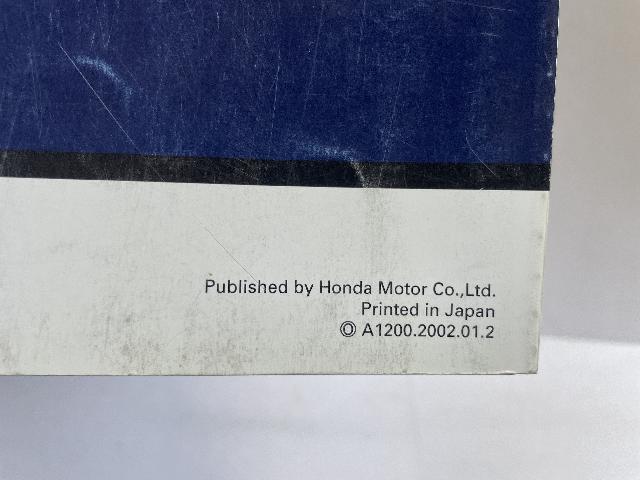 Published by Honda Motor Co.,Ltd.
Printed in Japan
Ⓞ A1200.2002.01.2